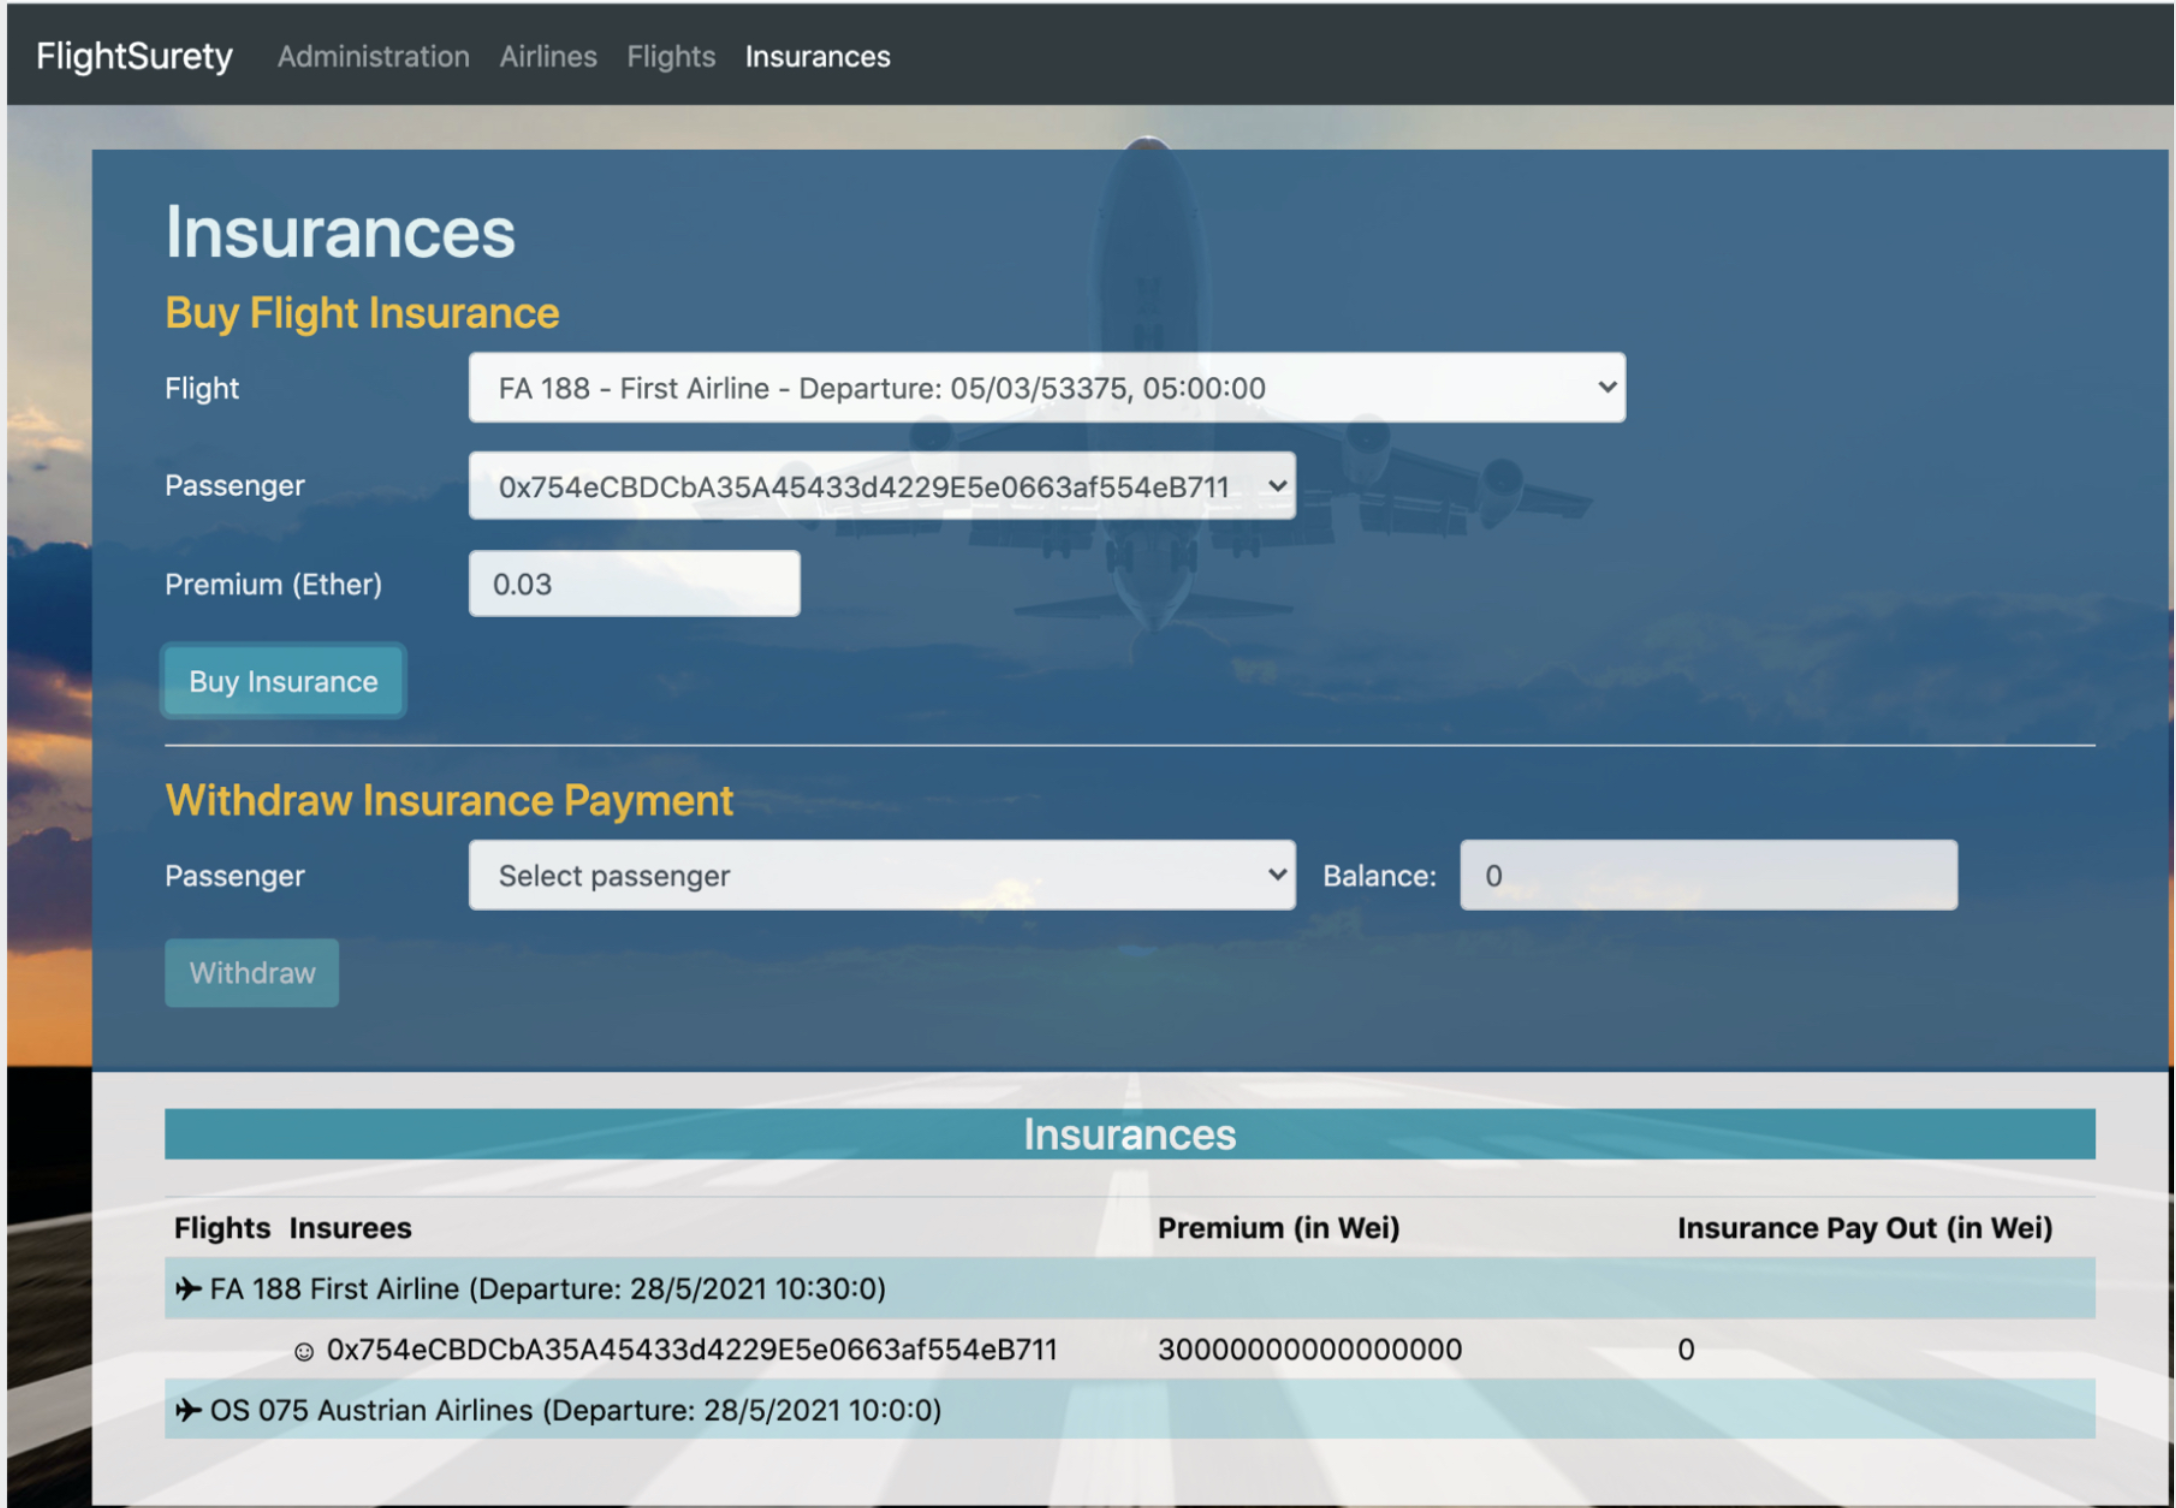 FlightSurety Administration Airlines Flights Insurances
Insurances
Buy Flight Insurance
Flight FA 188 - First Airline - Departure: 05/03/53375, 05:00:00
Passenger 0x754eCBDCbA35A45433d4229E5e0663af554eB711
Premium (Ether) 0.03
Buy Insurance
Withdraw Insurance Payment
Passenger Select passenger Balance: 0
Withdraw
Insurances
Flights Insurees Premium (in Wei) Insurance Pay Out (in Wei)
FA 188 First Airline (Departure: 28/5/2021 10:30:0)
0x754eCBDCbA35A45433d4229E5e0663af554eB711 30000000000000000 0
OS 075 Austrian Airlines (Departure: 28/5/2021 10:0:0)